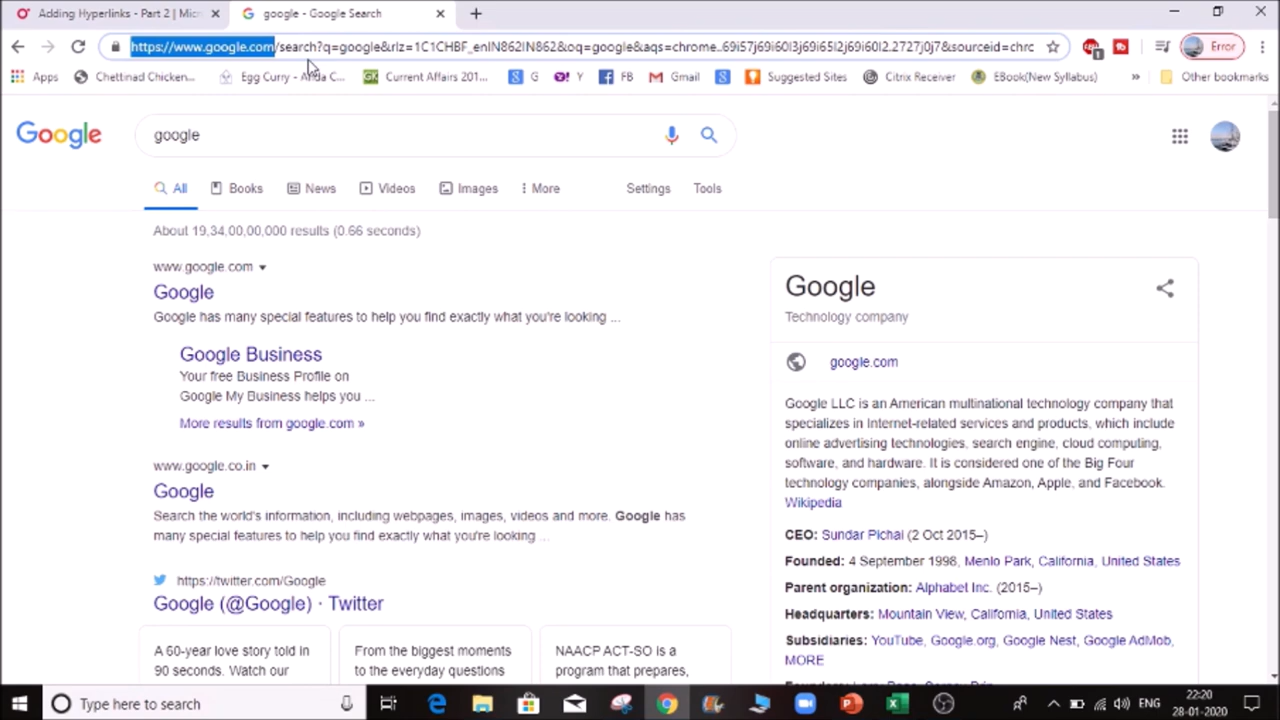 Adding Hyperlinks - Part 2 | Micr
google - Google Search
https://www.google.com/search?q=google&rlz=1C1CHBF_enIN862IN862&oq=google&aqs=chrome..69i57j69i60l3j69i65l2j69i60l2.2727j0j7&sourceid=chrc
1
Error
Apps
Chettinad Chicken...
Egg Curry - Anda C...
GK Current Affairs 201...
G
Y
FB
Gmail
Suggested Sites
Citrix Receiver
EBook(New Syllabus)
»
Other bookmarks
Google
google
All
Books
News
Videos
Images
More
Settings
Tools
About 19,34,00,00,000 results (0.66 seconds)
www.google.com
Google
Google has many special features to help you find exactly what you're looking ...
Google Business
Your free Business Profile on
Google My Business helps you ...
More results from google.com »
www.google.co.in
Google
Search the world's information, including webpages, images, videos and more. Google has
many special features to help you find exactly what you're looking ...
https://twitter.com/Google
Google (@Google) · Twitter
A 60-year love story told in
90 seconds. Watch our
From the biggest moments
to the everyday questions
NAACP ACT-SO is a
program that prepares,
Google
Technology company
google.com
Google LLC is an American multinational technology company that
specializes in Internet-related services and products, which include
online advertising technologies, search engine, cloud computing,
software, and hardware. It is considered one of the Big Four
technology companies, alongside Amazon, Apple, and Facebook.
Wikipedia
CEO: Sundar Pichai (2 Oct 2015–)
Founded: 4 September 1998, Menlo Park, California, United States
Parent organization: Alphabet Inc. (2015–)
Headquarters: Mountain View, California, United States
Subsidiaries: YouTube, Google.org, Google Nest, Google AdMob,
MORE
Type here to search
ENG
22:20
28-01-2020